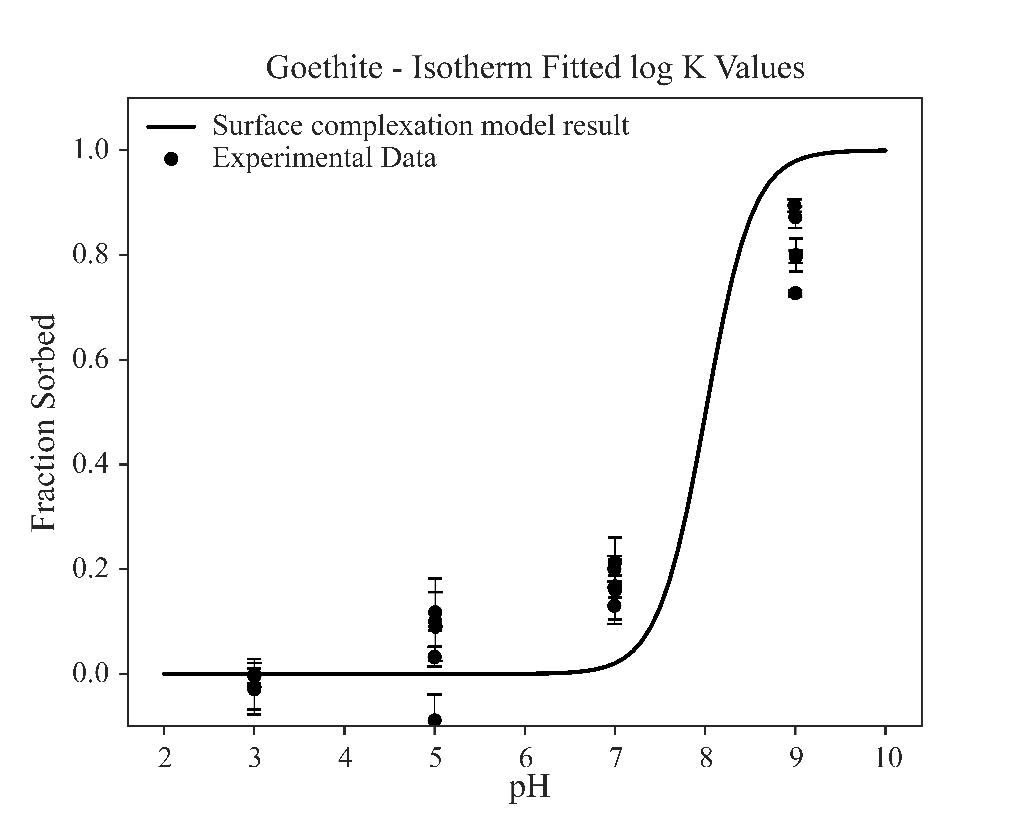 Goethite - Isotherm Fitted log K Values
Surface complexation model result
Experimental Data
1.0
0.8
0.6
0.4
0.2
0.0
Fraction Sorbed
2 3 4 5 6 7 8 9 10
pH